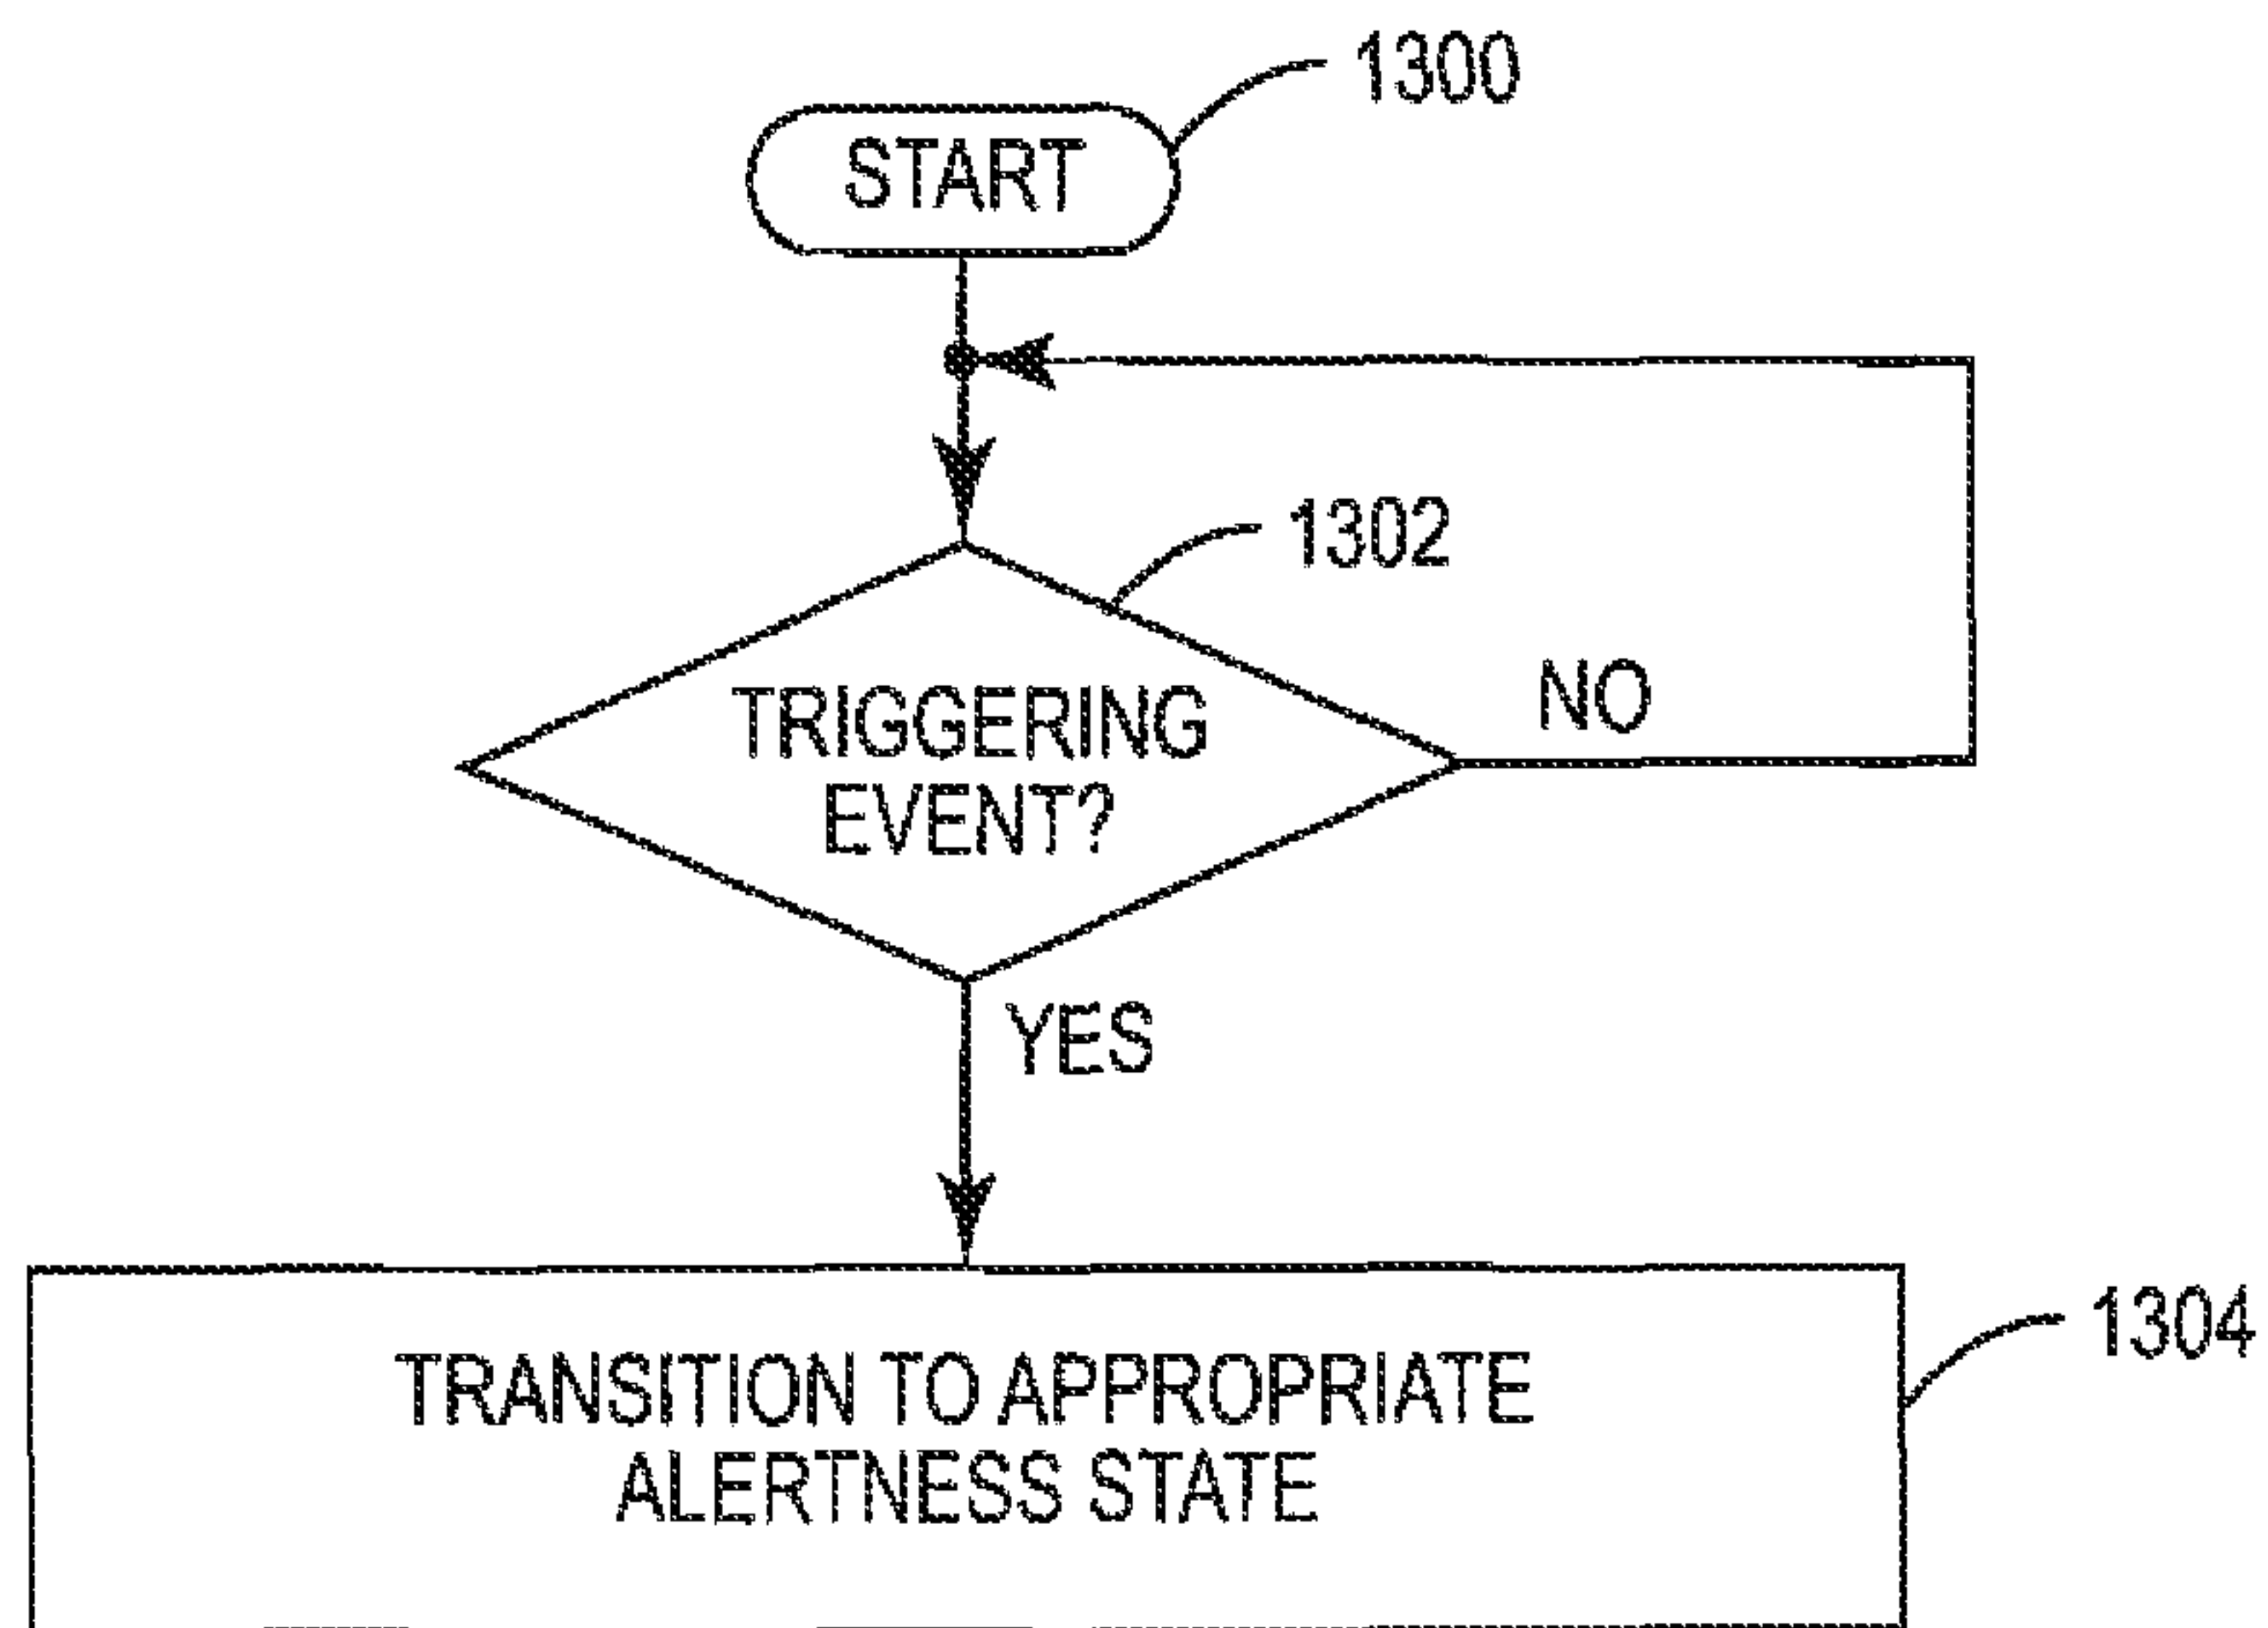 1300
START
1302
TRIGGERING
EVENT?
NO
YES
1304
TRANSITION TO APPROPRIATE
ALERTNESS STATE